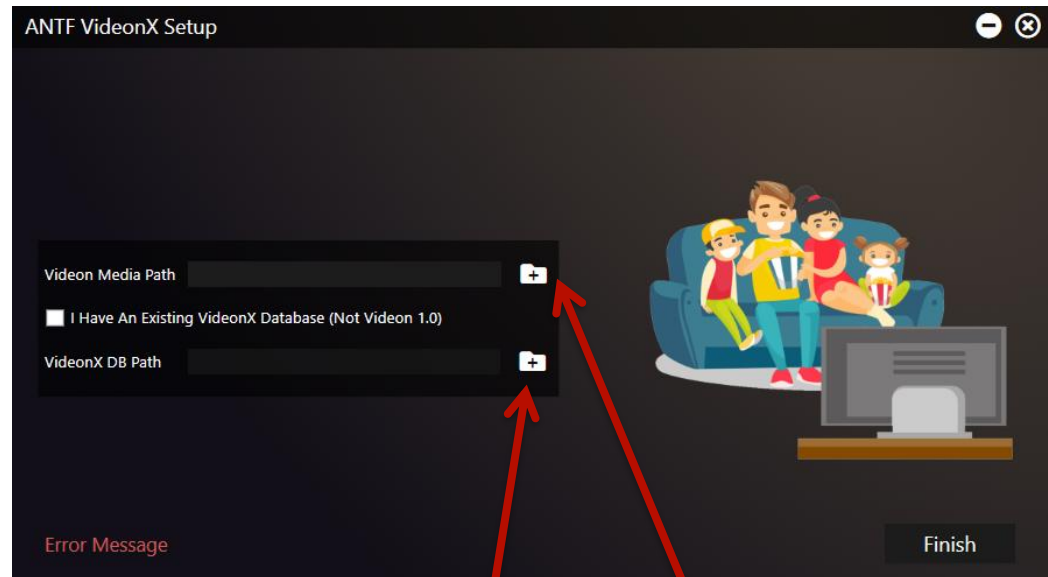 ANTF VideonX Setup
Videon Media Path
I Have An Existing VideonX Database (Not Videon 1.0)
VideonX DB Path
Error Message
Finish